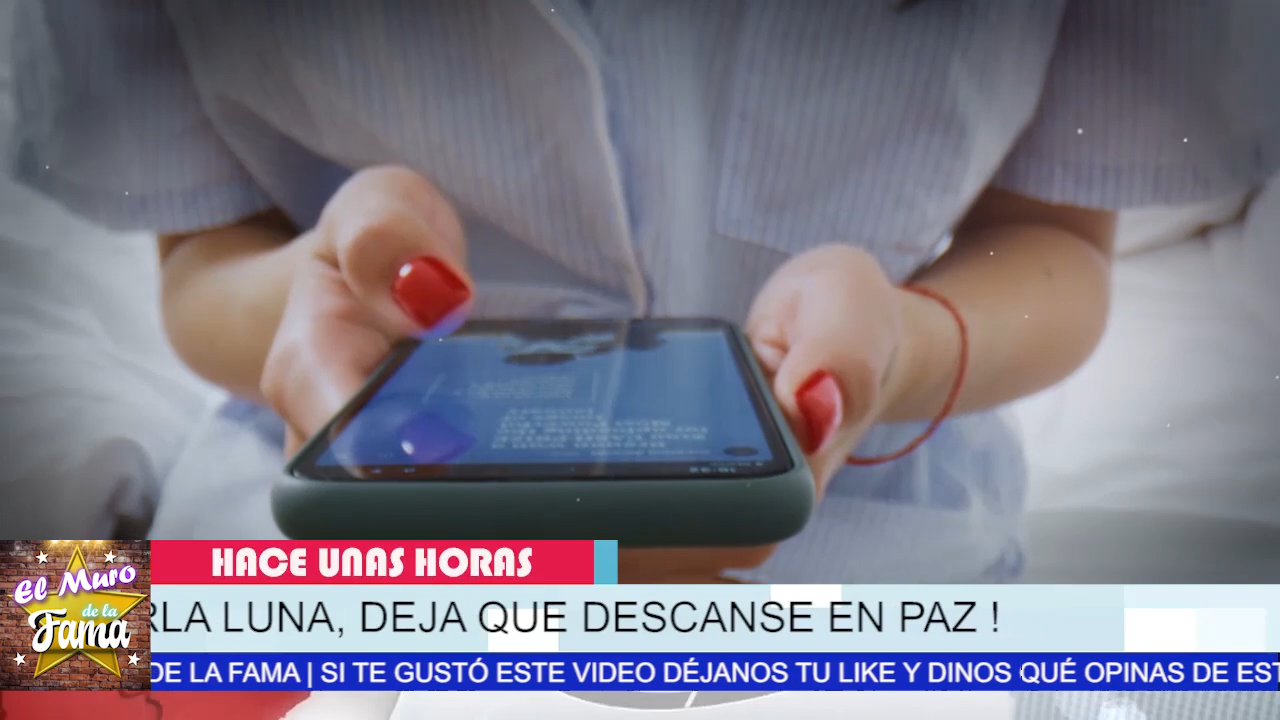 HACE UNAS HORAS
RLA LUNA, DEJA QUE DESCANSE EN PAZ !
El Muro
de la
Fama
DE LA FAMA | SI TE GUSTÓ ESTE VIDEO DÉJANOS TU LIKE Y DINOS QUÉ OPINAS DE EST